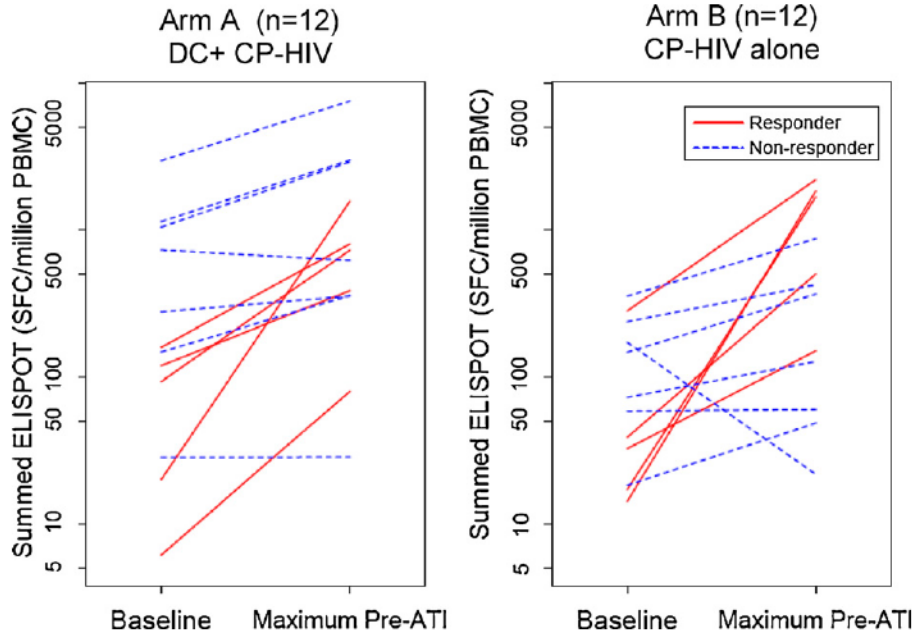 Arm A (n=12)
DC+ CP-HIV
Summed ELISPOT (SFC/million PBMC)
5000
500
100
50
10
5
Baseline
Maximum Pre-ATI
Arm B (n=12)
CP-HIV alone
Summed ELISPOT (SFC/million PBMC)
5000
500
100
50
10
5
Responder
Non-responder
Baseline
Maximum Pre-ATI